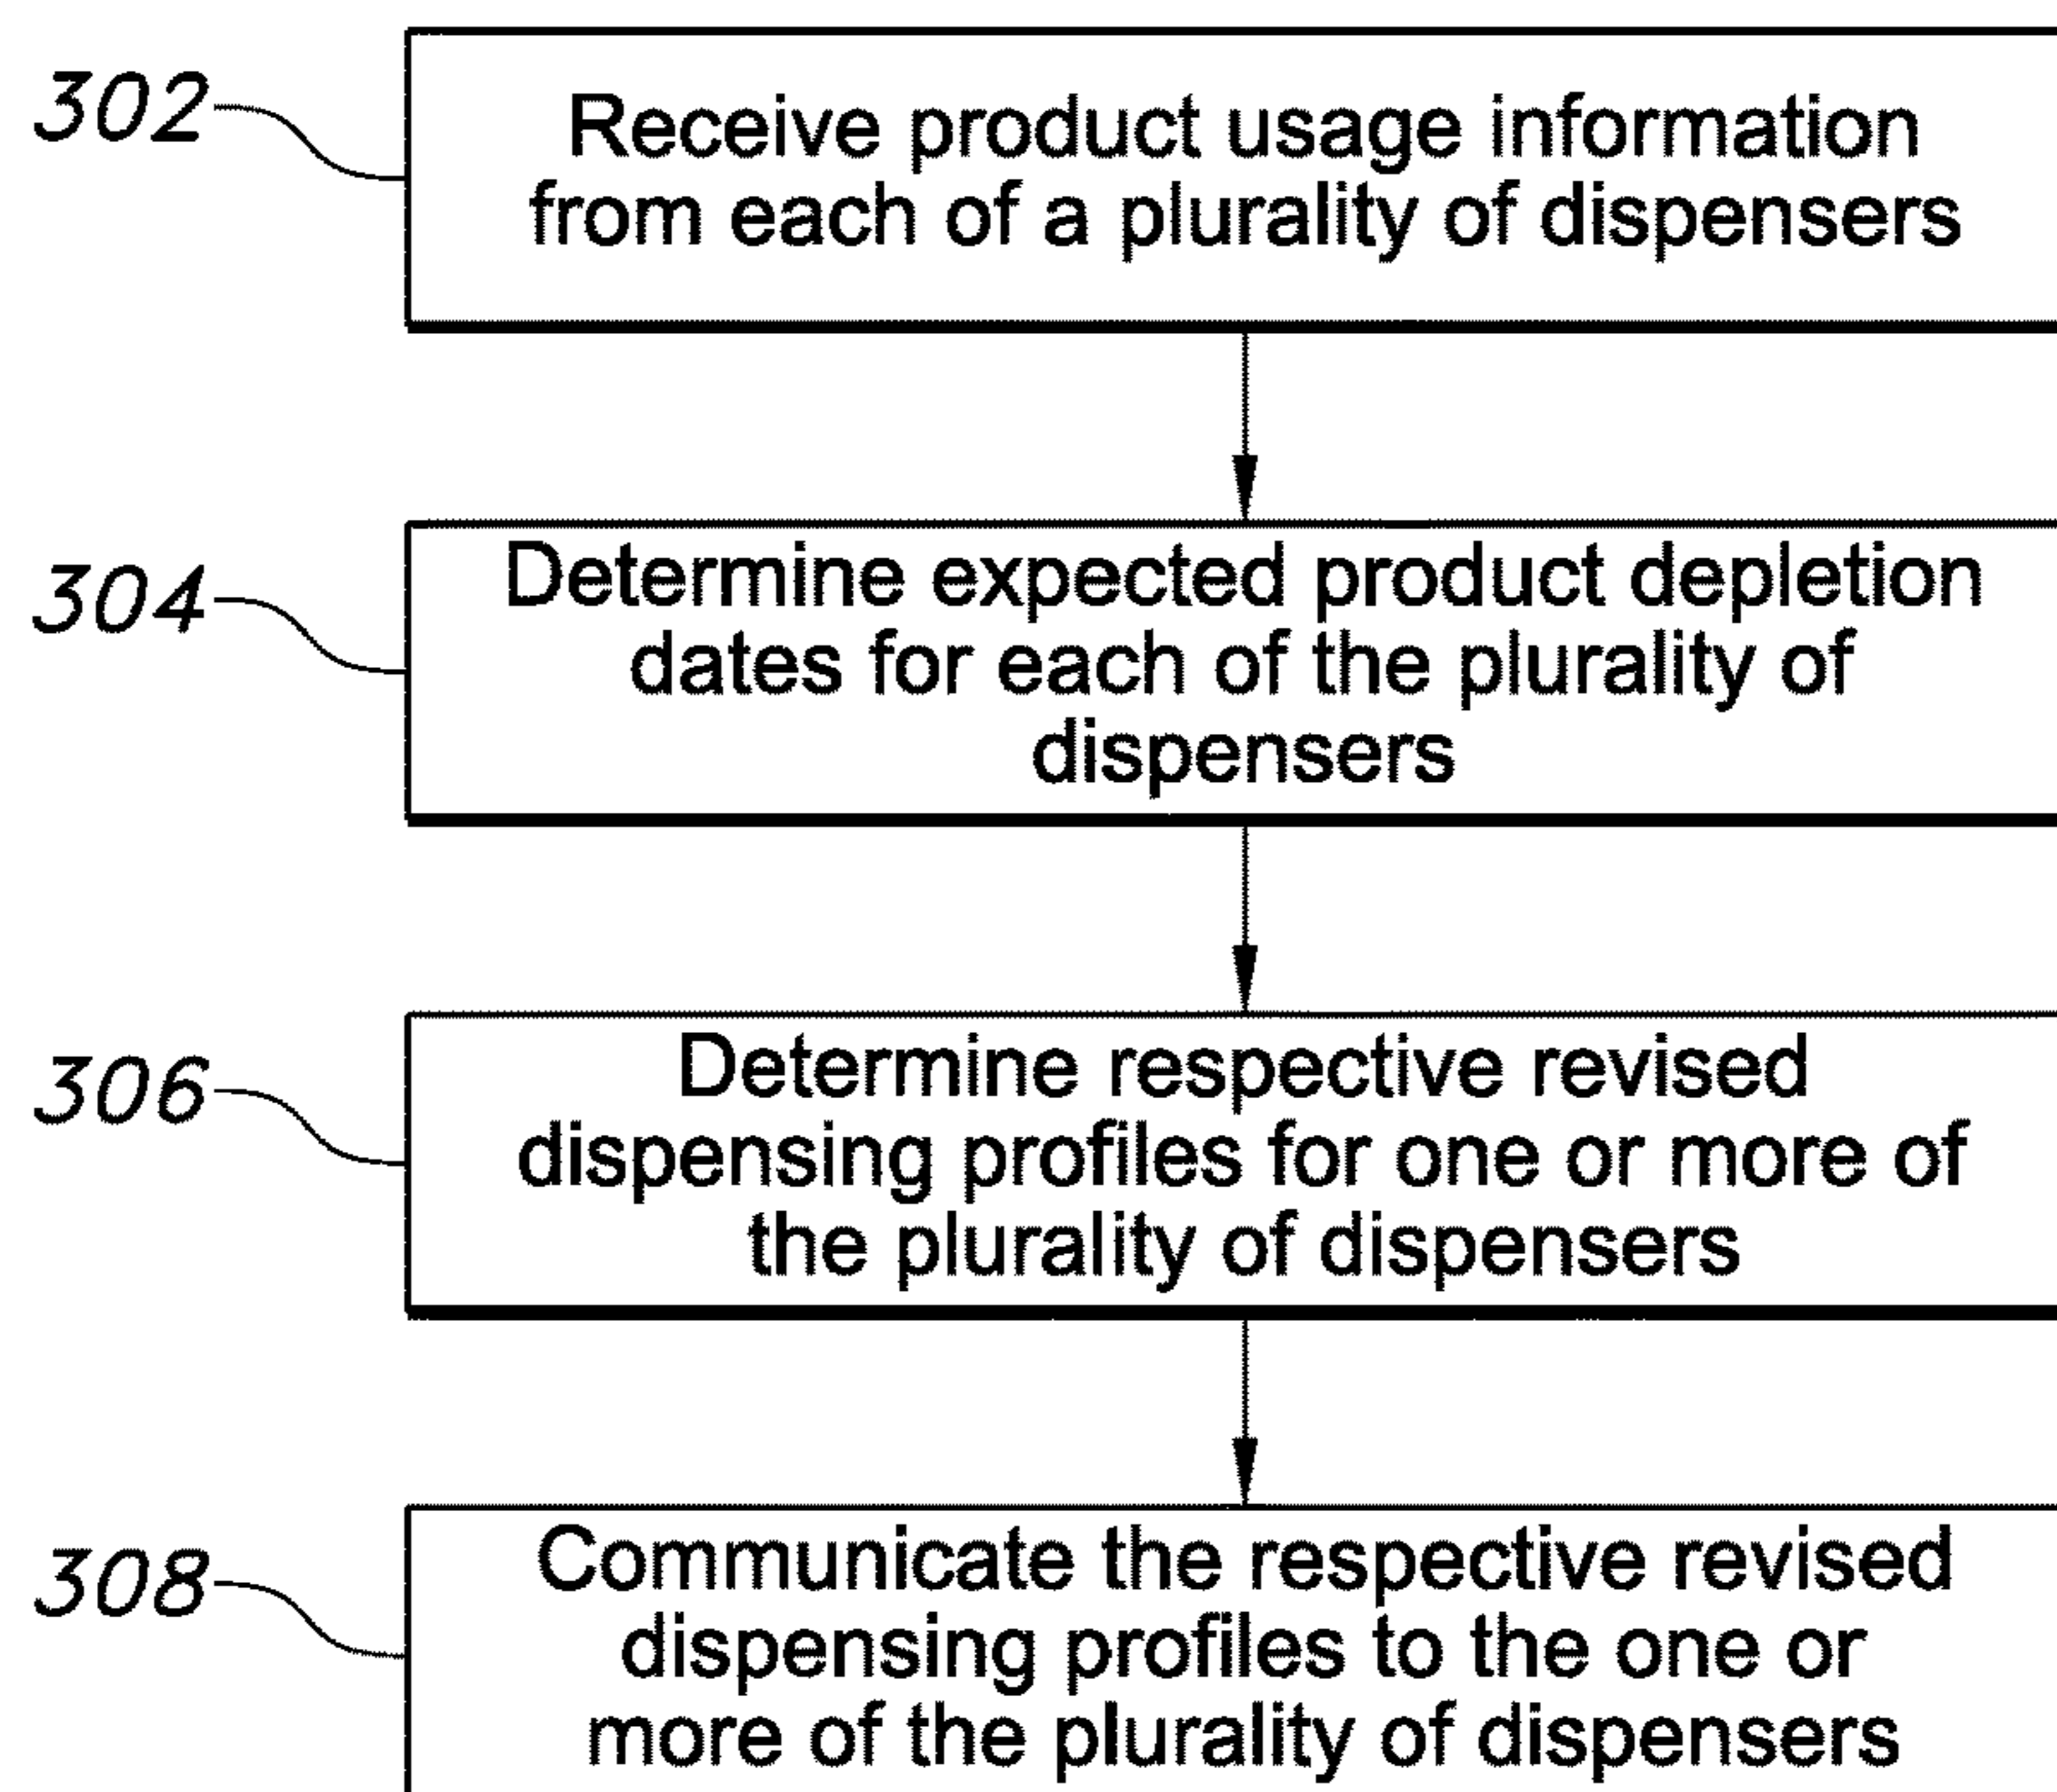 302
Receive product usage information
from each of a plurality of dispensers
304
Determine expected product depletion
dates for each of the plurality of
dispensers
306
Determine respective revised
dispensing profiles for one or more of
the plurality of dispensers
308
Communicate the respective revised
dispensing profiles to the one or
more of the plurality of dispensers